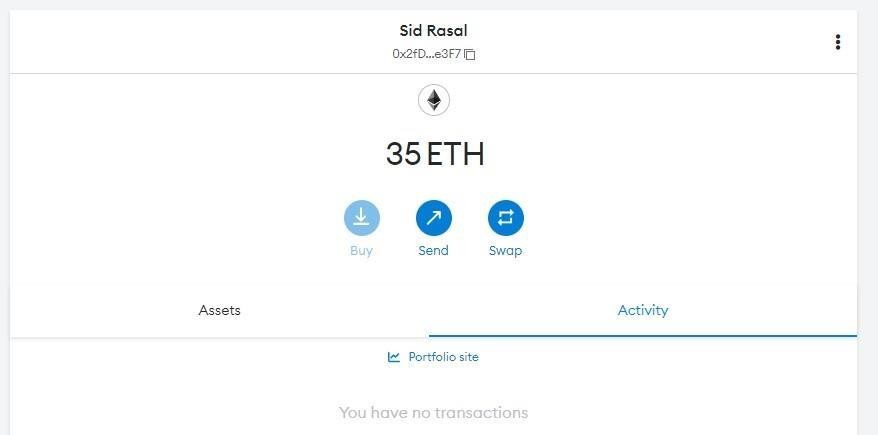 Sid Rasal
0x2fD...e3F7
35 ETH
Buy Send Swap
Assets Activity
Portfolio site
You have no transactions